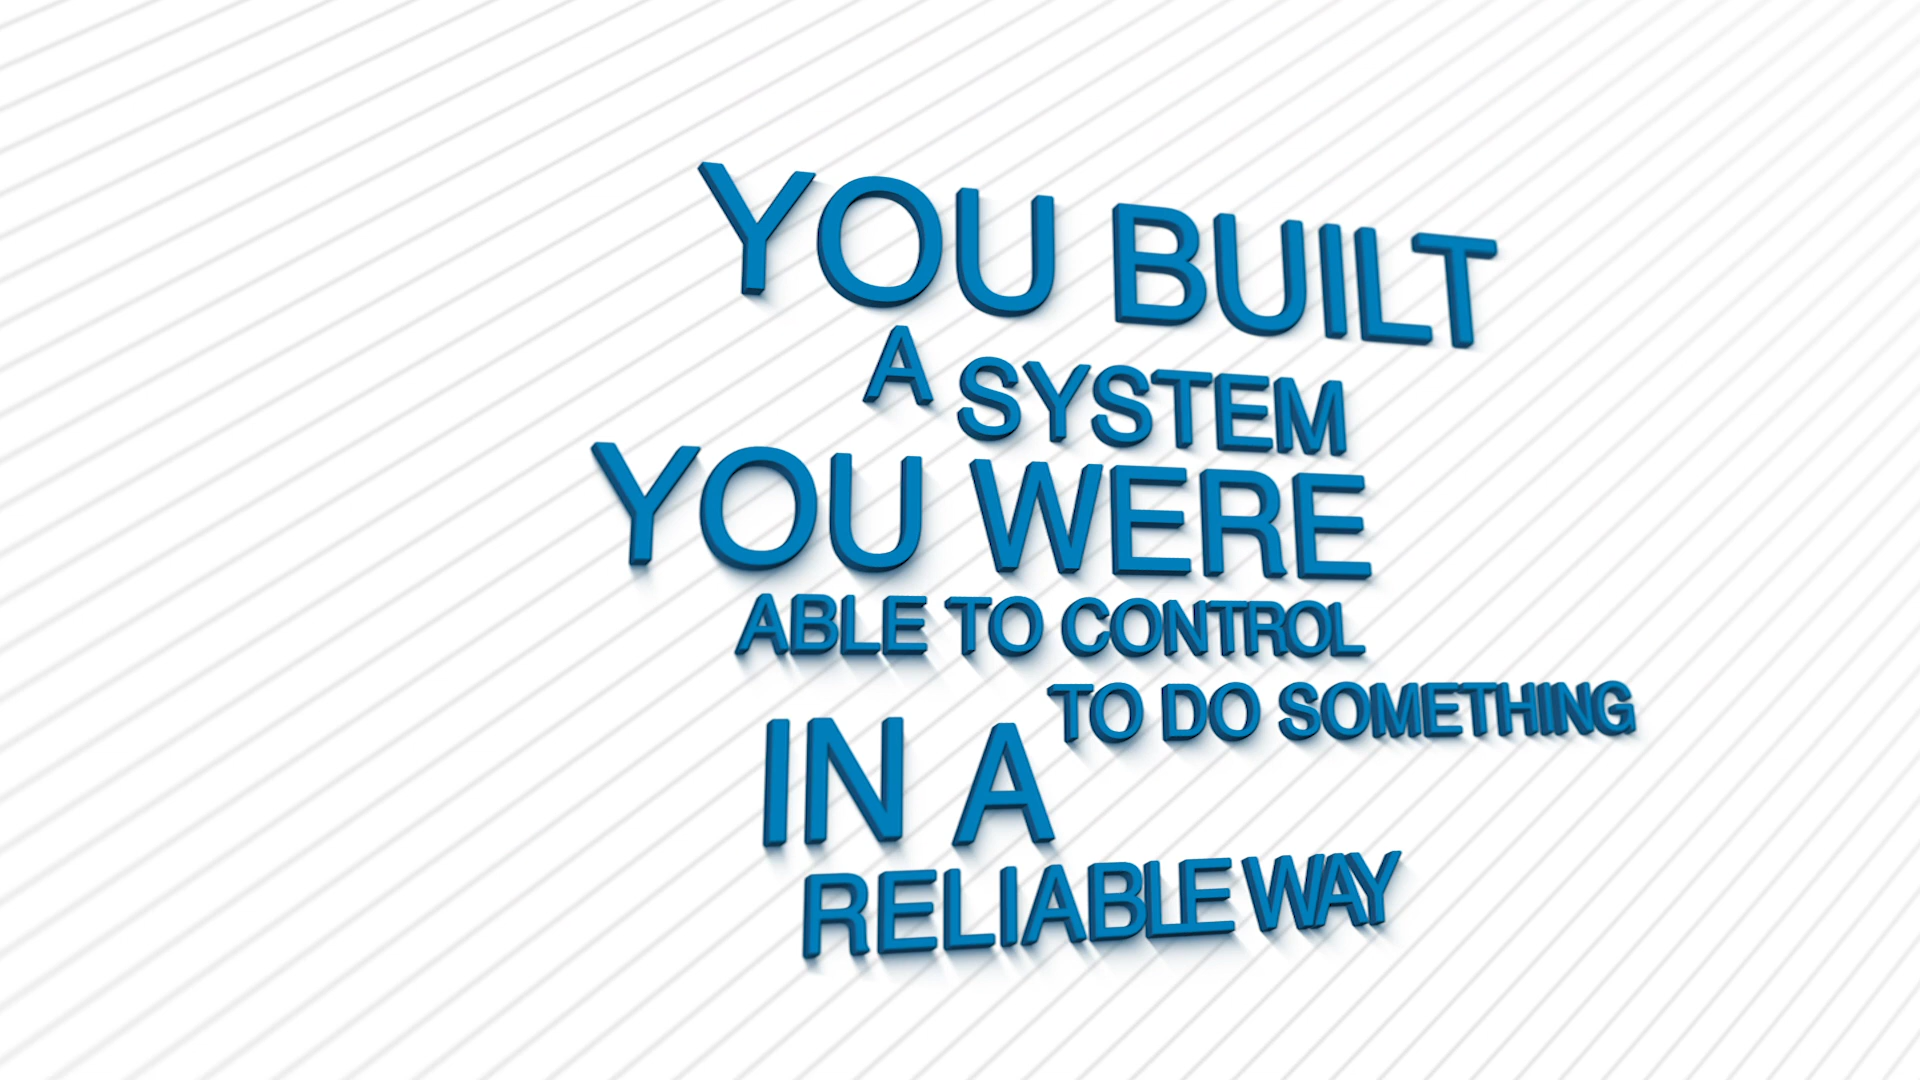 YOU BUILT
A SYSTEM
YOU WERE
ABLE TO CONTROL
TO DO SOMETHING
IN A
RELIABLE WAY